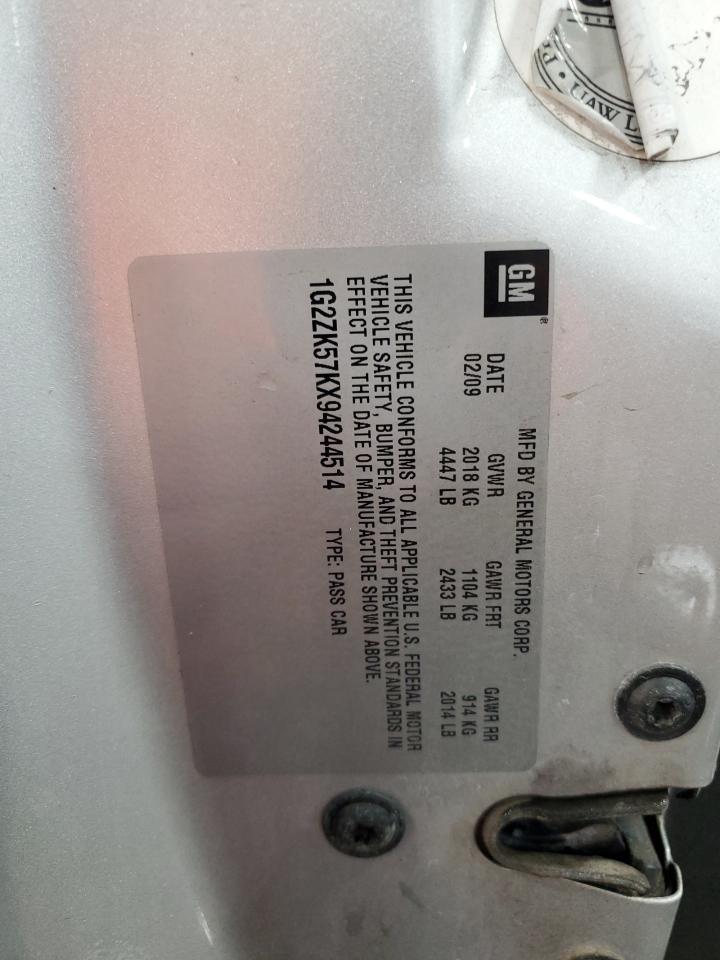 GM®
MFD BY GENERAL MOTORS CORP.
DATE GVWR GAWR FRT GAWR RR
02/09 2018 KG 1104 KG 914 KG
4447 LB 2433 LB 2014 LB
THIS VEHICLE CONFORMS TO ALL APPLICABLE U.S. FEDERAL MOTOR
VEHICLE SAFETY, BUMPER, AND THEFT PREVENTION STANDARDS IN
EFFECT ON THE DATE OF MANUFACTURE SHOWN ABOVE.
1G2ZK57KX94244514 TYPE: PASS CAR
UAW